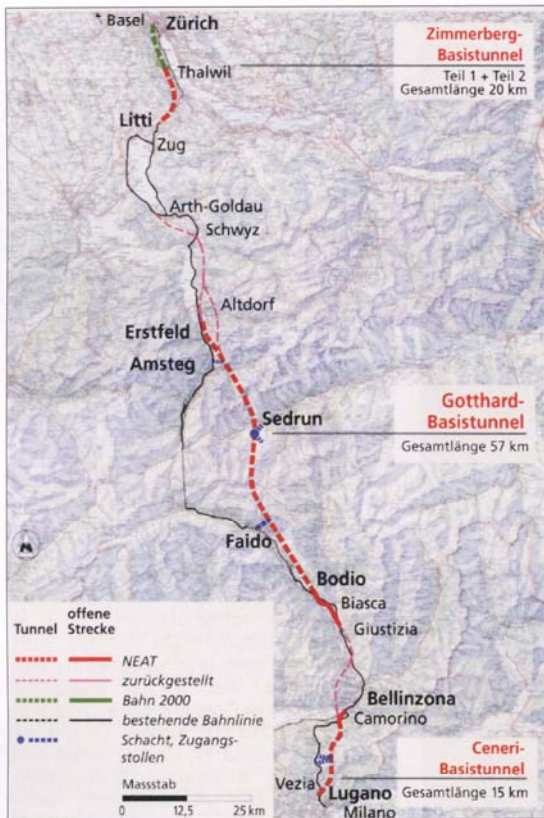 Basel Zürich
Zimmerberg-
Basistunnel
Teil 1 + Teil 2
Gesamtlänge 20 km
Thalwil
Litti
Zug
Arth-Goldau
Schwyz
Altdorf
Erstfeld
Amsteg
Gotthard-
Basistunnel
Gesamtlänge 57 km
Sedrun
Faido
Bodio
Biasca
Giustizia
Bellinzona
Camorino
Ceneri-
Basistunnel
Gesamtlänge 15 km
Vezia
Lugano
Milano
offene
Tunnel Strecke
NEAT
zurückgestellt
Bahn 2000
bestehende Bahnlinie
Schacht, Zugangs-
stollen
Massstab
0 12,5 25 km